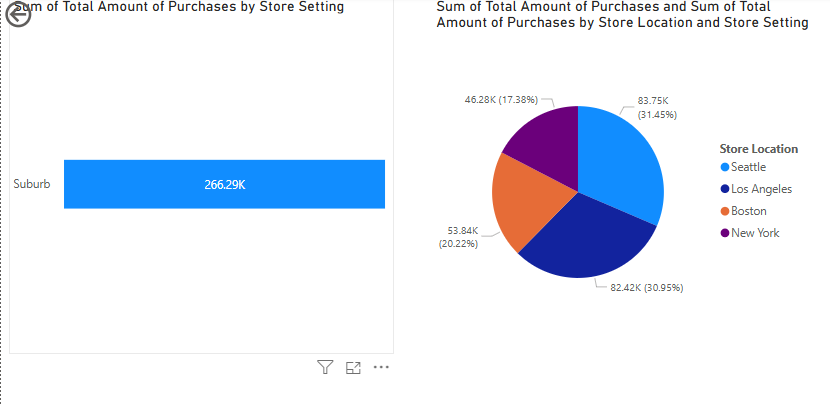 Sum of Total Amount of Purchases by Store Setting
Suburb
266.29K
Sum of Total Amount of Purchases and Sum of Total
Amount of Purchases by Store Location and Store Setting
46.28K (17.38%)
83.75K
(31.45%)
53.84K
(20.22%)
82.42K (30.95%)
Store Location
Seattle
Los Angeles
Boston
New York